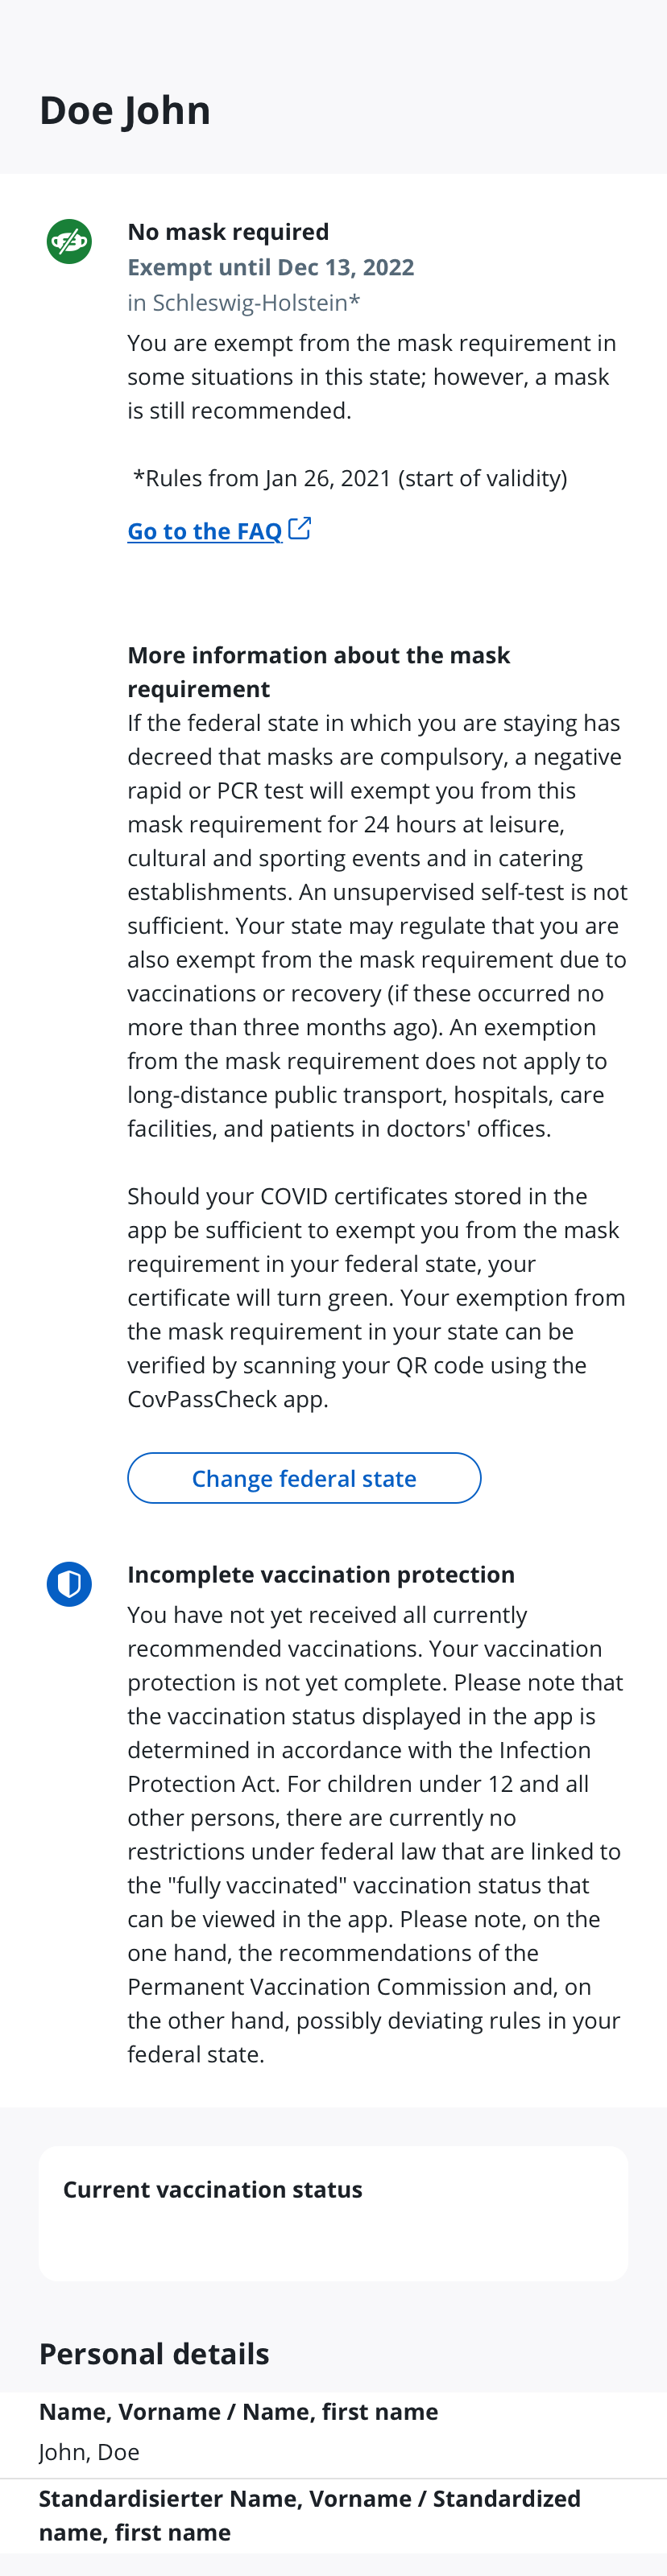 Doe John
No mask required
Exempt until Dec 13, 2022
in Schleswig-Holstein*
You are exempt from the mask requirement in
some situations in this state; however, a mask
is still recommended.
*Rules from Jan 26, 2021 (start of validity)
Go to the FAQ
More information about the mask
requirement
If the federal state in which you are staying has
decreed that masks are compulsory, a negative
rapid or PCR test will exempt you from this
mask requirement for 24 hours at leisure,
cultural and sporting events and in catering
establishments. An unsupervised self-test is not
sufficient. Your state may regulate that you are
also exempt from the mask requirement due to
vaccinations or recovery (if these occurred no
more than three months ago). An exemption
from the mask requirement does not apply to
long-distance public transport, hospitals, care
facilities, and patients in doctors' offices.
Should your COVID certificates stored in the
app be sufficient to exempt you from the mask
requirement in your federal state, your
certificate will turn green. Your exemption from
the mask requirement in your state can be
verified by scanning your QR code using the
CovPassCheck app.
Change federal state
Incomplete vaccination protection
You have not yet received all currently
recommended vaccinations. Your vaccination
protection is not yet complete. Please note that
the vaccination status displayed in the app is
determined in accordance with the Infection
Protection Act. For children under 12 and all
other persons, there are currently no
restrictions under federal law that are linked to
the "fully vaccinated" vaccination status that
can be viewed in the app. Please note, on the
one hand, the recommendations of the
Permanent Vaccination Commission and, on
the other hand, possibly deviating rules in your
federal state.
Current vaccination status
Personal details
Name, Vorname / Name, first name
John, Doe
Standardisierter Name, Vorname / Standardized
name, first name